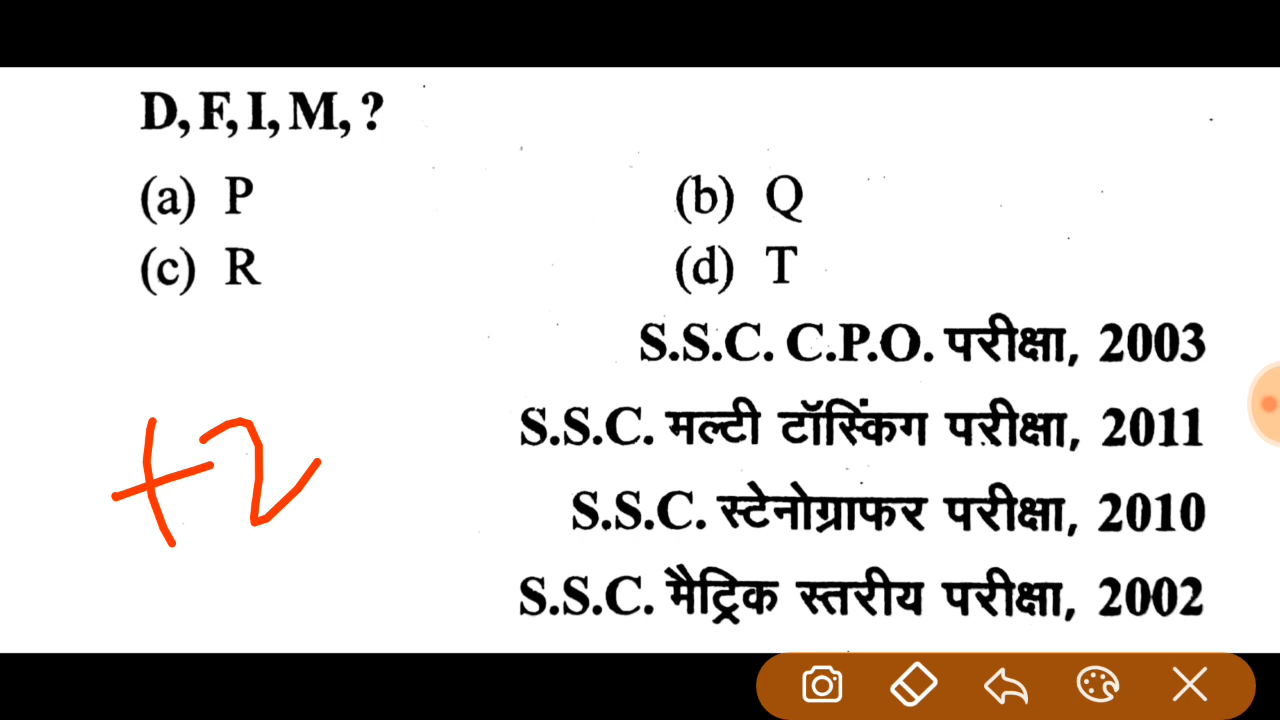 D, F, I, M, ?
(a) P (b) Q
(c) R (d) T
S.S.C. C.P.O. परीक्षा, 2003
S.S.C. मल्टी टॉस्किंग परीक्षा, 2011
+2
S.S.C. स्टेनोग्राफर परीक्षा, 2010
S.S.C. मैट्रिक स्तरीय परीक्षा, 2002